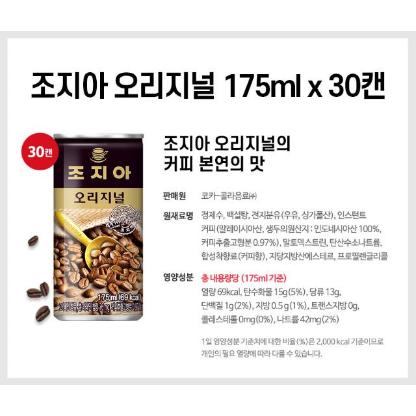 조지아 오리지널 175ml x 30캔
30캔
조지아
오리지널
175ml 69kcal
조지아 오리지널의
커피 본연의 맛
판매원 코카-콜라음료㈜
원재료명 정제수, 백설탕, 전지분유(우유, 싱가폴산), 인스턴트
커피(말레이시아산, 생두의원산지 : 인도네시아산 100%,
커피추출고형분 0.97%), 말토덱스트린, 탄산수소나트륨,
합성착향료(커피향), 지당지방산에스테르, 프로필렌글리콜
영양성분 총 내용량당 (175ml 기준)
열량 69kcal, 탄수화물 15g(5%), 당류 13g,
단백질 1g(2%), 지방 0.5g(1%), 트랜스지방 0g,
콜레스테롤 0mg(0%), 나트륨 42mg(2%)
1일 영양성분 기준치에 대한 비율(%)은 2,000 kcal 기준이므로
개인의 필요 열량에 따라 다를 수 있습니다.